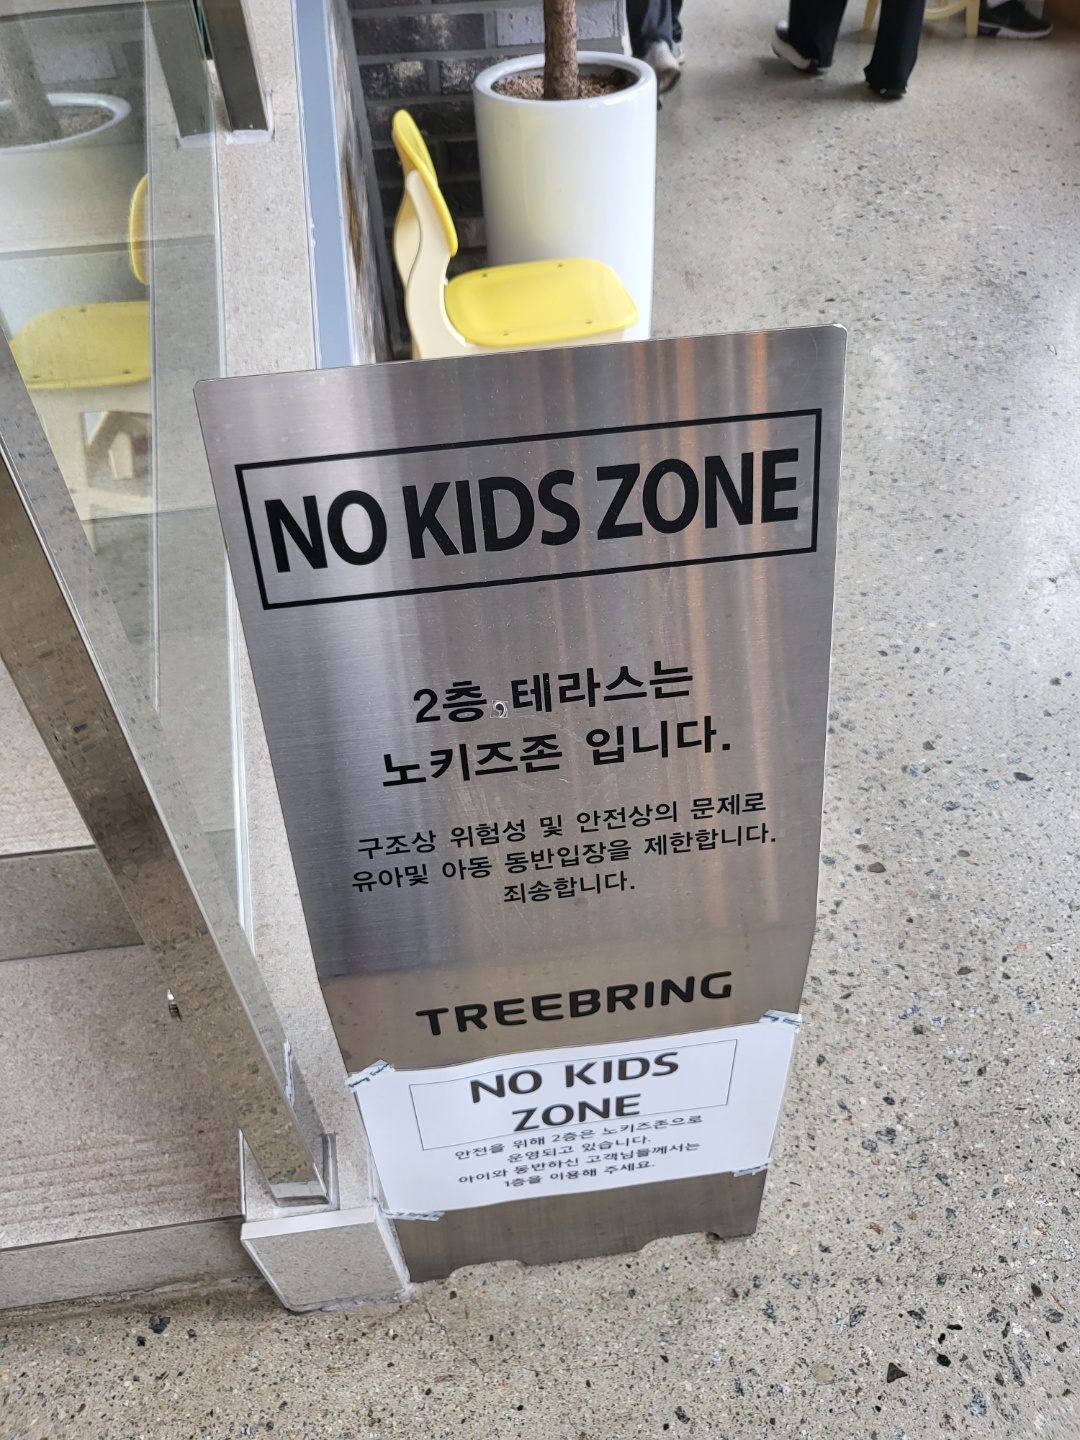 NO KIDS ZONE
2층, 테라스는
노키즈존 입니다.
구조상 위험성 및 안전상의 문제로
유아및 아동 동반입장을 제한합니다.
죄송합니다.
TREEBRING
NO KIDS
ZONE
안전을 위해 2층은 노키즈존으로
운영되고 있습니다.
아이와 동반하신 고객님들께서는
1층을 이용해 주세요.